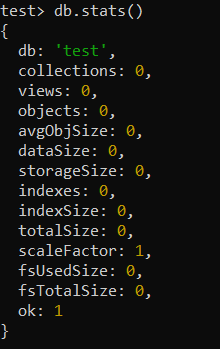 test> db.stats()
{
  db: 'test',
  collections: 0,
  views: 0,
  objects: 0,
  avgObjSize: 0,
  dataSize: 0,
  storageSize: 0,
  indexes: 0,
  indexSize: 0,
  totalSize: 0,
  scaleFactor: 1,
  fsUsedSize: 0,
  fsTotalSize: 0,
  ok: 1
}